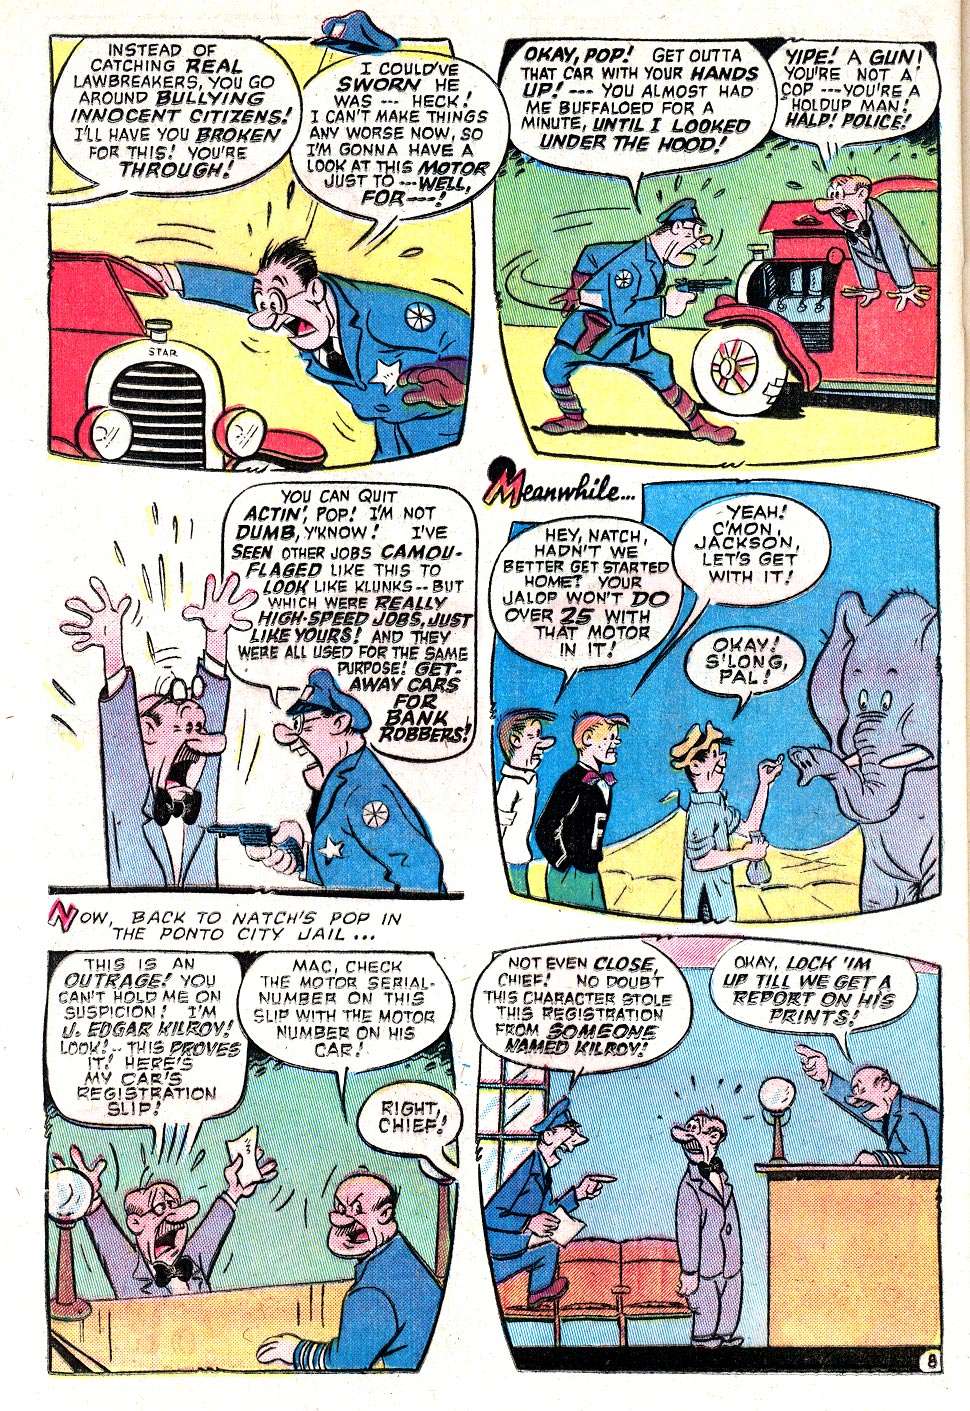 INSTEAD OF
CATCHING REAL
LAWBREAKERS, YOU GO
AROUND BULLYING
INNOCENT CITIZENS!
I'LL HAVE YOU BROKEN
FOR THIS! YOU'RE
THROUGH!
I COULD'VE
SWORN HE
WAS --- HECK!
I CAN'T MAKE THINGS
ANY WORSE NOW, SO
I'M GONNA HAVE A
LOOK AT THIS MOTOR
JUST TO --- WELL,
FOR ---!
STAR
OKAY, POP! GET OUTTA
THAT CAR WITH YOUR HANDS
UP! --- YOU ALMOST HAD
ME BUFFALOED FOR A
MINUTE, UNTIL I LOOKED
UNDER THE HOOD!
YIPE! A GUN!
YOU'RE NOT A
COP --- YOU'RE A
HOLDUP MAN!
HALP! POLICE!
YOU CAN QUIT
ACTIN', POP! I'M NOT
DUMB, Y'KNOW! I'VE
SEEN OTHER JOBS CAMOU-
FLAGED LIKE THIS TO
LOOK LIKE KLUNKS -- BUT
WHICH WERE REALLY
HIGH-SPEED JOBS, JUST
LIKE YOURS! AND THEY
WERE ALL USED FOR THE SAME
PURPOSE! GET-
AWAY CARS
FOR
BANK
ROBBERS!
Meanwhile...
HEY, NATCH,
HADN'T WE
BETTER GET STARTED
HOME? YOUR
JALOP WON'T DO
OVER 25 WITH
THAT MOTOR
IN IT!
YEAH!
C'MON,
JACKSON,
LET'S GET
WITH IT!
OKAY!
S'LONG,
PAL!
F
NOW, BACK TO NATCH'S POP IN
THE PONTO CITY JAIL...
THIS IS AN
OUTRAGE! YOU
CAN'T HOLD ME ON
SUSPICION! I'M
J. EDGAR KILROY!
LOOK! -- THIS PROVES
IT! HERE'S
MY CAR'S
REGISTRATION
SLIP!
MAC, CHECK
THE MOTOR SERIAL-
NUMBER ON THIS
SLIP WITH THE MOTOR
NUMBER ON HIS
CAR!
RIGHT,
CHIEF!
NOT EVEN CLOSE,
CHIEF! NO DOUBT
THIS CHARACTER STOLE
THIS REGISTRATION
FROM SOMEONE
NAMED KILROY!
OKAY, LOCK 'IM
UP TILL WE GET A
REPORT ON HIS
PRINTS!
8